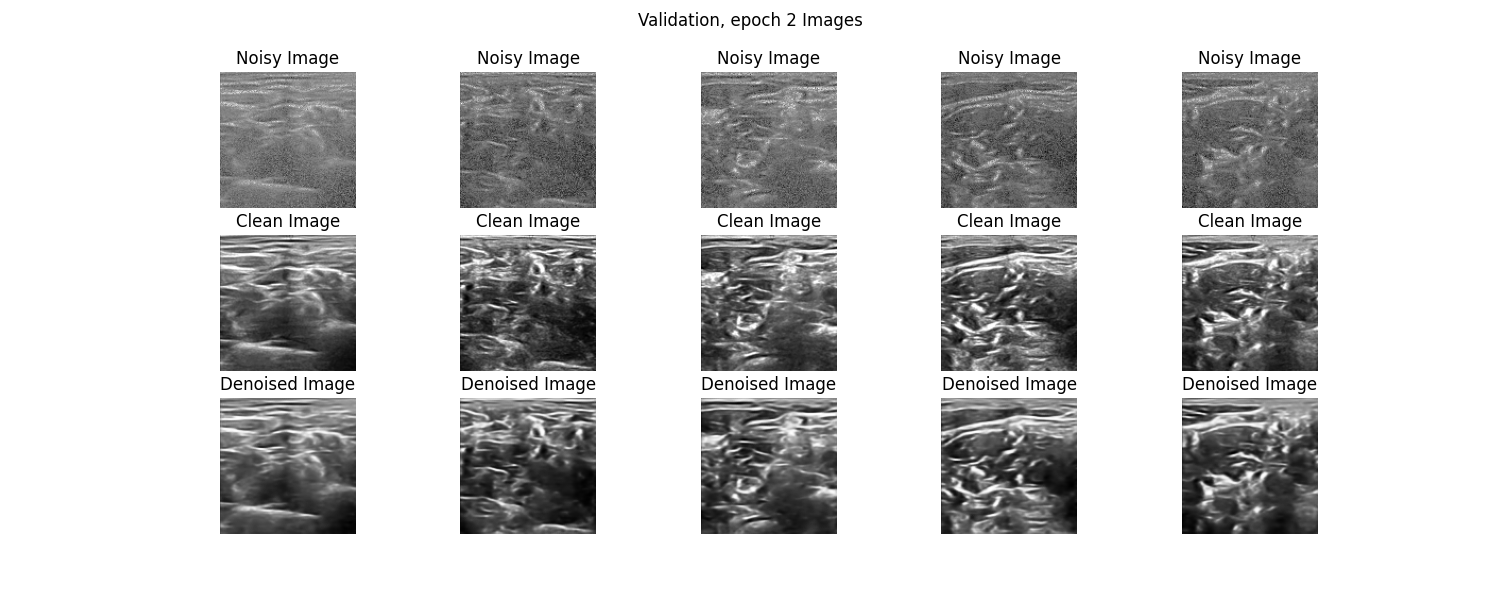 Validation, epoch 2 Images
Noisy Image Noisy Image Noisy Image Noisy Image Noisy Image
Clean Image Clean Image Clean Image Clean Image Clean Image
Denoised Image Denoised Image Denoised Image Denoised Image Denoised Image